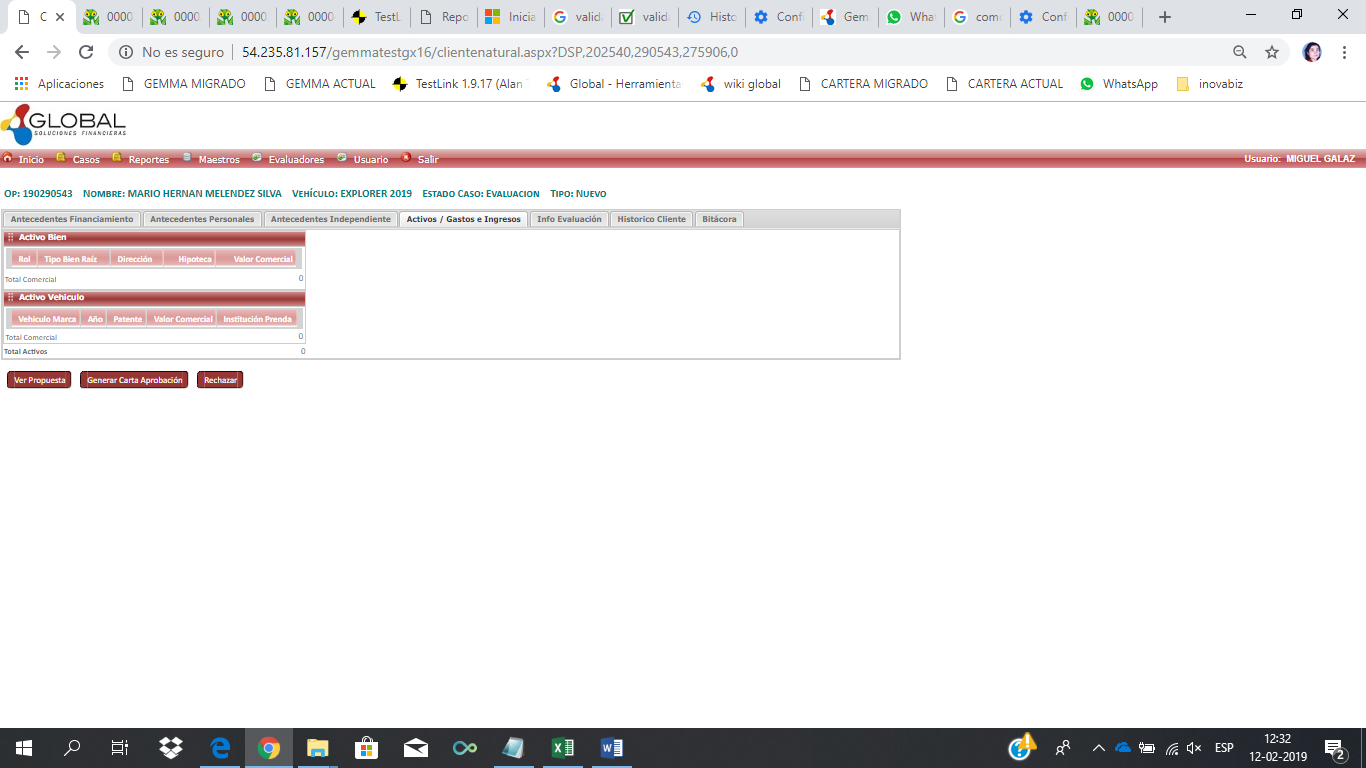 C
0000
0000
0000
0000
TestL
Repo
Inicia
valida
valida
Histo
Confi
Gem
What
como
Confi
0000
No es seguro | 54.235.81.157/gemmatestgx16/clientenatural.aspx?DSP,202540,290543,275906,0
Aplicaciones GEMMA MIGRADO GEMMA ACTUAL TestLink 1.9.17 (Alan Global - Herramienta wiki global CARTERA MIGRADO CARTERA ACTUAL WhatsApp inovabiz
GLOBAL
SOLUCIONES FINANCIERAS
Inicio Casos Reportes Maestros Evaluadores Usuario Salir Usuario: MIGUEL GALAZ
Op: 190290543 Nombre: MARIO HERNAN MELENDEZ SILVA Vehículo: EXPLORER 2019 Estado Caso: Evaluacion Tipo: Nuevo
Antecedentes Financiamiento Antecedentes Personales Antecedentes Independiente Activos / Gastos e Ingresos Info Evaluación Historico Cliente Bitácora
Activo Bien
Rol Tipo Bien Raíz Dirección Hipoteca Valor Comercial
Total Comercial 0
Activo Vehiculo
Vehiculo Marca Año Patente Valor Comercial Institución Prenda
Total Comercial 0
Total Activos 0
Ver Propuesta Generar Carta Aprobación Rechazar
ESP
12:32
12-02-2019
2